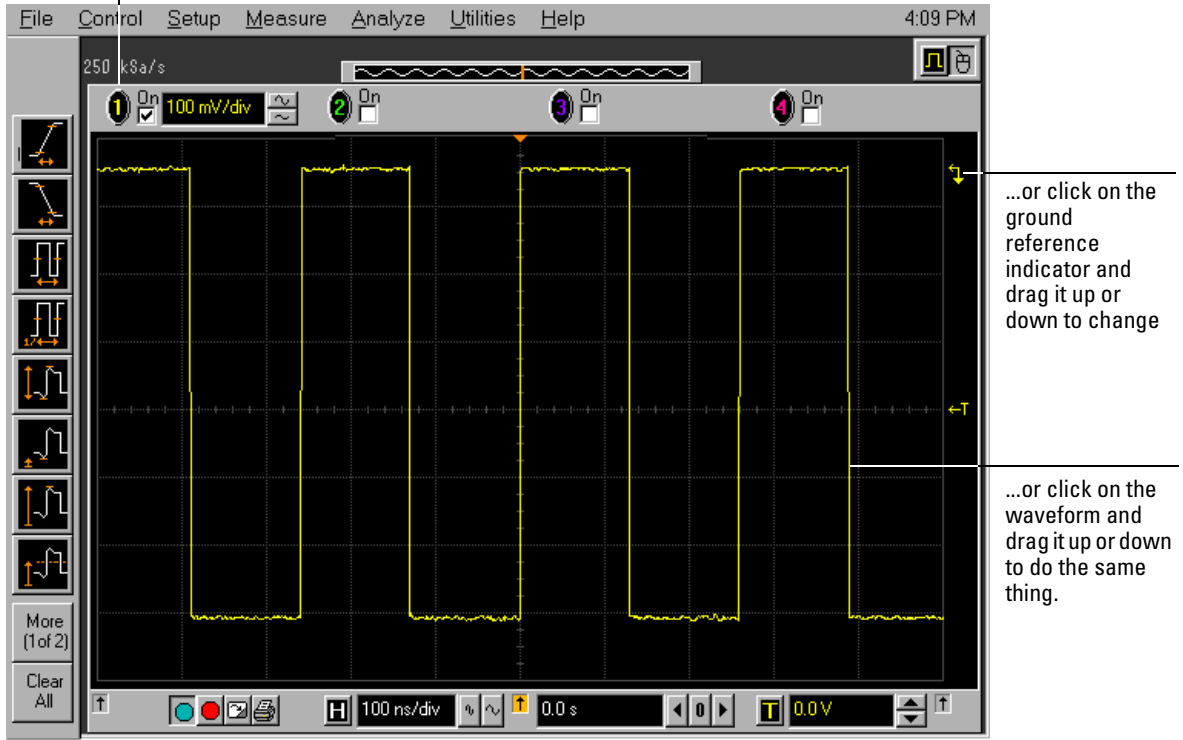 File Control Setup Measure Analyze Utilities Help 4:09 PM
250 kSa/s
1 On 100 mV/div 2 On 3 On 4 On
...or click on the
ground
reference
indicator and
drag it up or
down to change
T
...or click on the
waveform and
drag it up or down
to do the same
thing.
1/
More
(1of 2)
Clear
All
H 100 ns/div 0.0 s 0 T 0.0 V